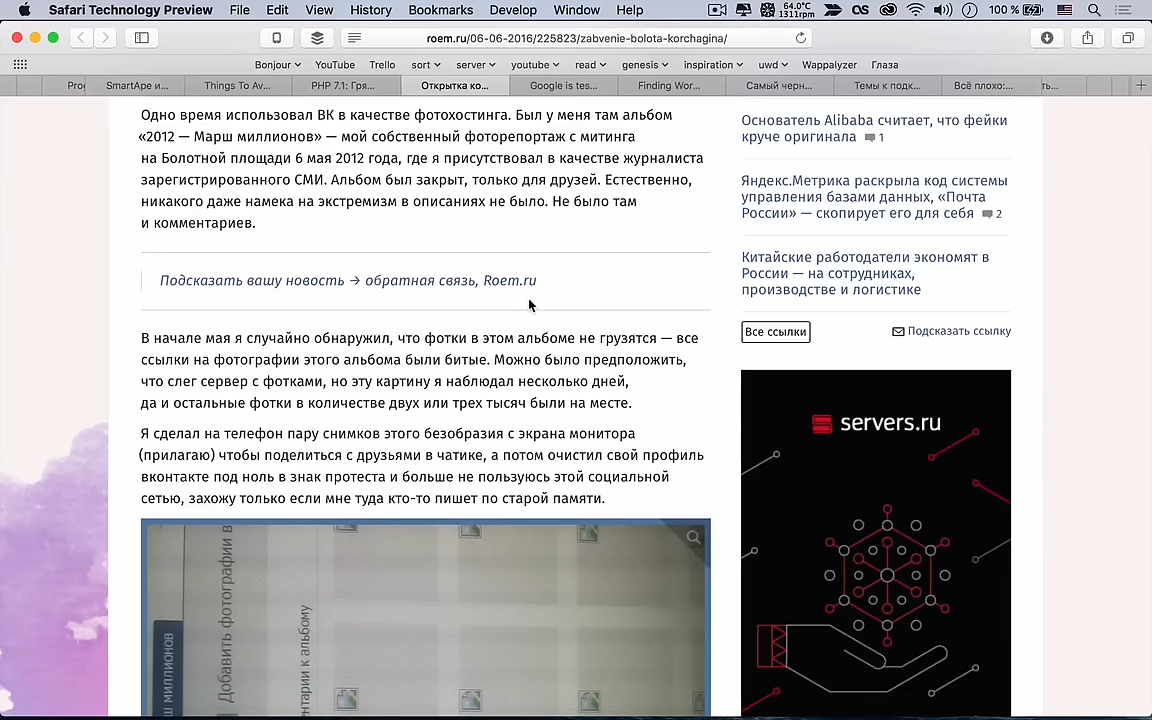 Safari Technology Preview File Edit View History Bookmarks Develop Window Help 64.0°C 1311rpm 100 %
roem.ru/06-06-2016/225823/zabvenie-bolota-korchagina/
Bonjour YouTube Trello sort server youtube read genesis inspiration uwd Wappalyzer Глаза
Prog SmartApe и... Things To Av... PHP 7.1: Гря... Открытка ко... Google is tes... Finding Wor... Самый черн... Темы к подк... Всё плохо:... ть...
Одно время использовал ВК в качестве фотохостинга. Был у меня там альбом
«2012 — Марш миллионов» — мой собственный фоторепортаж с митинга
на Болотной площади 6 мая 2012 года, где я присутствовал в качестве журналиста
зарегистрированного СМИ. Альбом был закрыт, только для друзей. Естественно,
никакого даже намека на экстремизм в описаниях не было. Не было там
и комментариев.
Подсказать вашу новость → обратная связь, Roem.ru
В начале мая я случайно обнаружил, что фотки в этом альбоме не грузятся — все
ссылки на фотографии этого альбома были битые. Можно было предположить,
что слег сервер с фотками, но эту картину я наблюдал несколько дней,
да и остальные фотки в количестве двух или трех тысяч были на месте.
Я сделал на телефон пару снимков этого безобразия с экрана монитора
(прилагаю) чтобы поделиться с друзьями в чатике, а потом очистил свой профиль
вконтакте под ноль в знак протеста и больше не пользуюсь этой социальной
сетью, захожу только если мне туда кто-то пишет по старой памяти.
ш миллионов
Добавить фотографии в
нтарии к альбому
Основатель Alibaba считает, что фейки
круче оригинала 1
Яндекс.Метрика раскрыла код системы
управления базами данных, «Почта
России» — скопирует его для себя 2
Китайские работодатели экономят в
России — на сотрудниках,
производстве и логистике
Все ссылки Подсказать ссылку
servers.ru